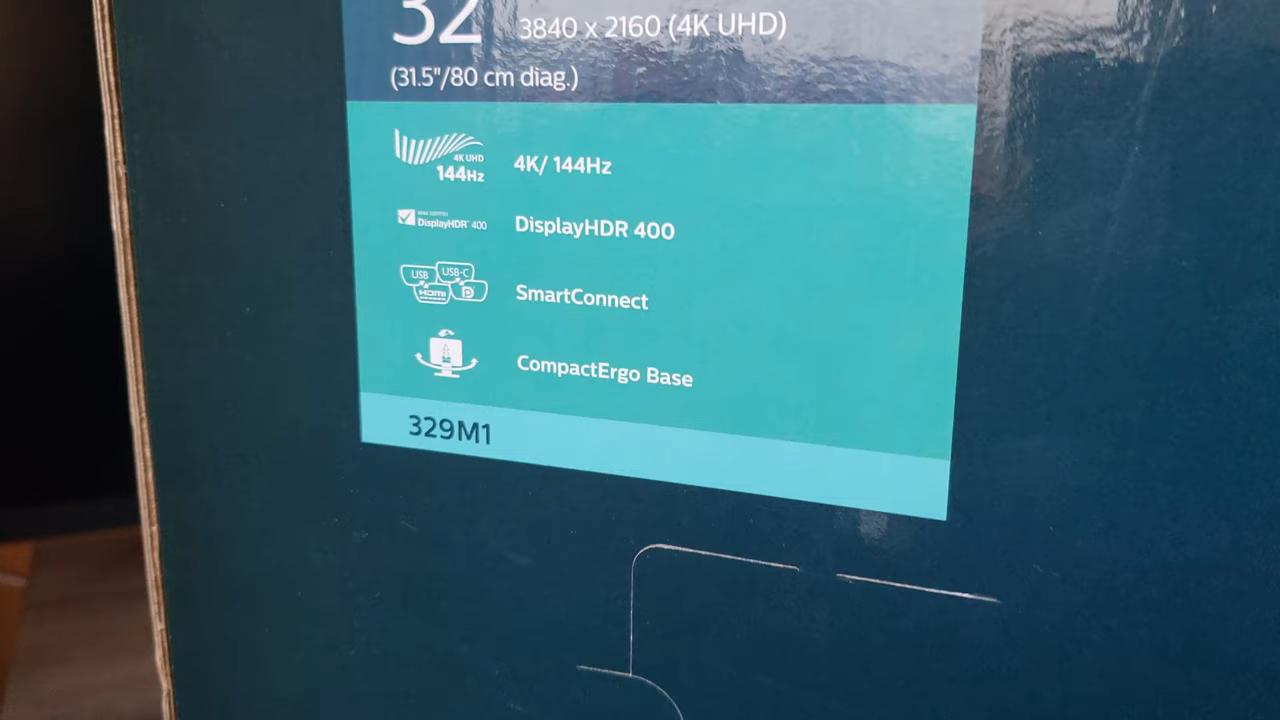 32 3840 x 2160 (4K UHD)
(31.5"/80 cm diag.)
4K UHD
144Hz
4K/ 144Hz
DisplayHDR 400
DisplayHDR 400
USB USB-C
HDMI
SmartConnect
CompactErgo Base
329M1